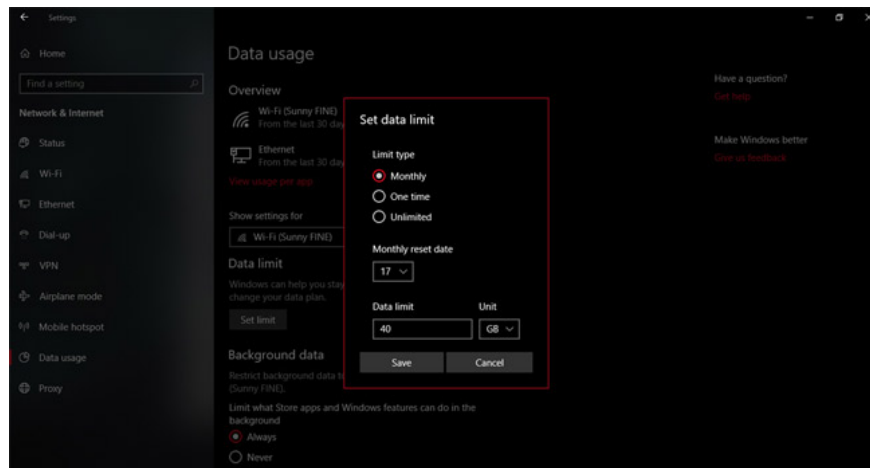 Settings
Home
Find a setting
Network & Internet
Status
Wi-Fi
Ethernet
Dial-up
VPN
Airplane mode
Mobile hotspot
Data usage
Proxy
Data usage
Overview
Wi-Fi (Sunny FINE)
From the last 30 day
Ethernet
From the last 30 day
View usage per app
Show settings for
Wi-Fi (Sunny FINE)
Data limit
Windows can help you stay
change your data plan.
Set limit
Background data
Restrict background data to
(Sunny FINE).
Limit what Store apps and Windows features can do in the
background
Always
Never
Set data limit
Limit type
Monthly
One time
Unlimited
Monthly reset date
17
Data limit Unit
40 GB
Save Cancel
Have a question?
Get help
Make Windows better
Give us feedback